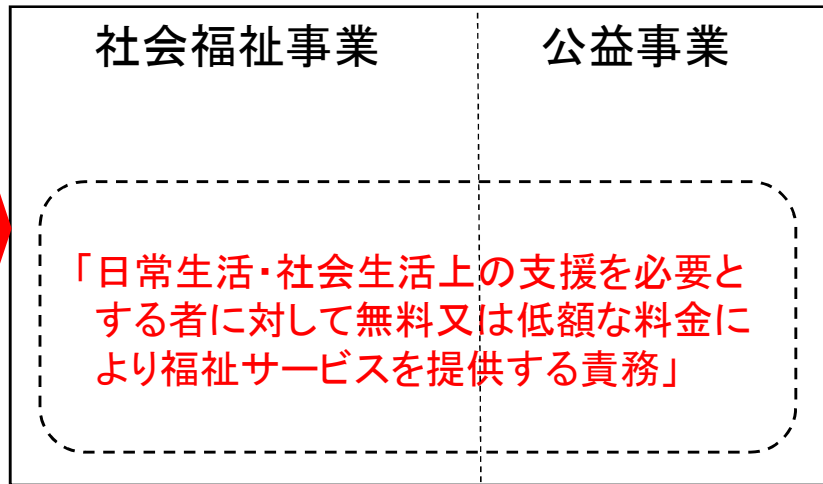 社会福祉事業 公益事業
「日常生活・社会生活上の支援を必要と
する者に対して無料又は低額な料金に
より福祉サービスを提供する責務」